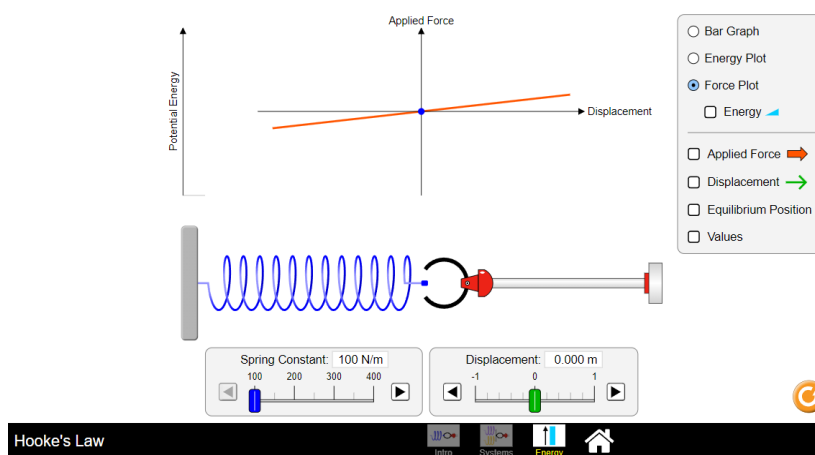 Applied Force
Potential Energy
Displacement
Bar Graph
Energy Plot
Force Plot
Energy
Applied Force
Displacement
Equilibrium Position
Values
Spring Constant: 100 N/m
100 200 300 400
Displacement: 0.000 m
-1 0 1
Hooke's Law
Intro Systems Energy